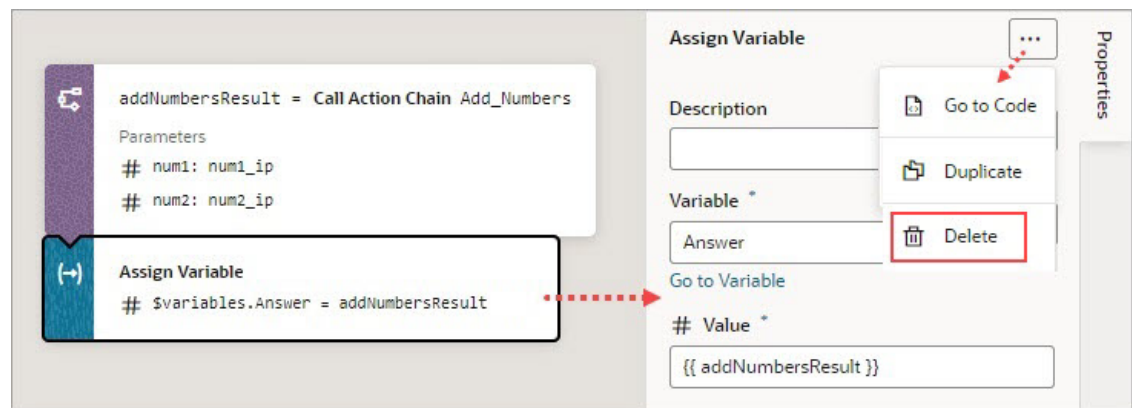 addNumbersResult = Call Action Chain Add_Numbers
Parameters
# num1: num1_ip
# num2: num2_ip
Assign Variable
# $variables.Answer = addNumbersResult
Assign Variable
...
Go to Code
Description
Duplicate
Variable *
Delete
Answer
Go to Variable
# Value *
{{ addNumbersResult }}
Properties